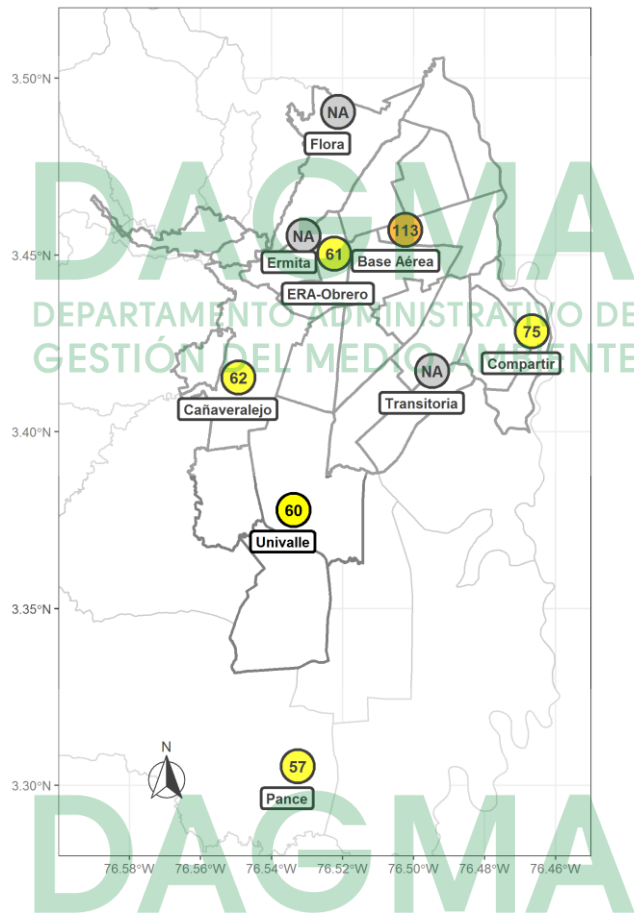 3.50°N
NA
Flora
DAGMA
NA
Ermita
61
ERA-Obrero
113
Base Aérea
3.45°N
DEPARTAMENTO ADMINISTRATIVO DE
GESTIÓN DEL MEDIO AMBIENTE
75
Compartir
62
Cañaveralejo
NA
Transitoria
3.40°N
60
Univalle
3.35°N
3.30°N
N
57
Pance
DAGMA
76.58°W 76.56°W 76.54°W 76.52°W 76.50°W 76.48°W 76.46°W